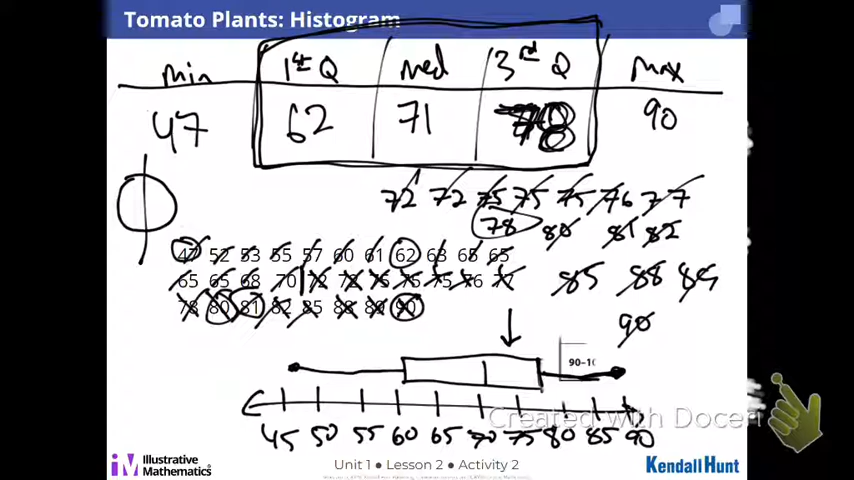 Tomato Plants: Histogram
min 1st Q med 3rd Q max
47 62 71 78 90
72 72 75 75 75 76 77
78 80 81 82
47 52 53 55 57 60 61 62 63 65 65
65 65 68 70 72 72 75 75 75 76 77
85 88 89
78 80 81 82 85 88 89 90
90
90–10
Created with Doceri
45 50 55 60 65 70 75 80 85 90
Illustrative Mathematics
Unit 1 • Lesson 2 • Activity 2
Kendall Hunt